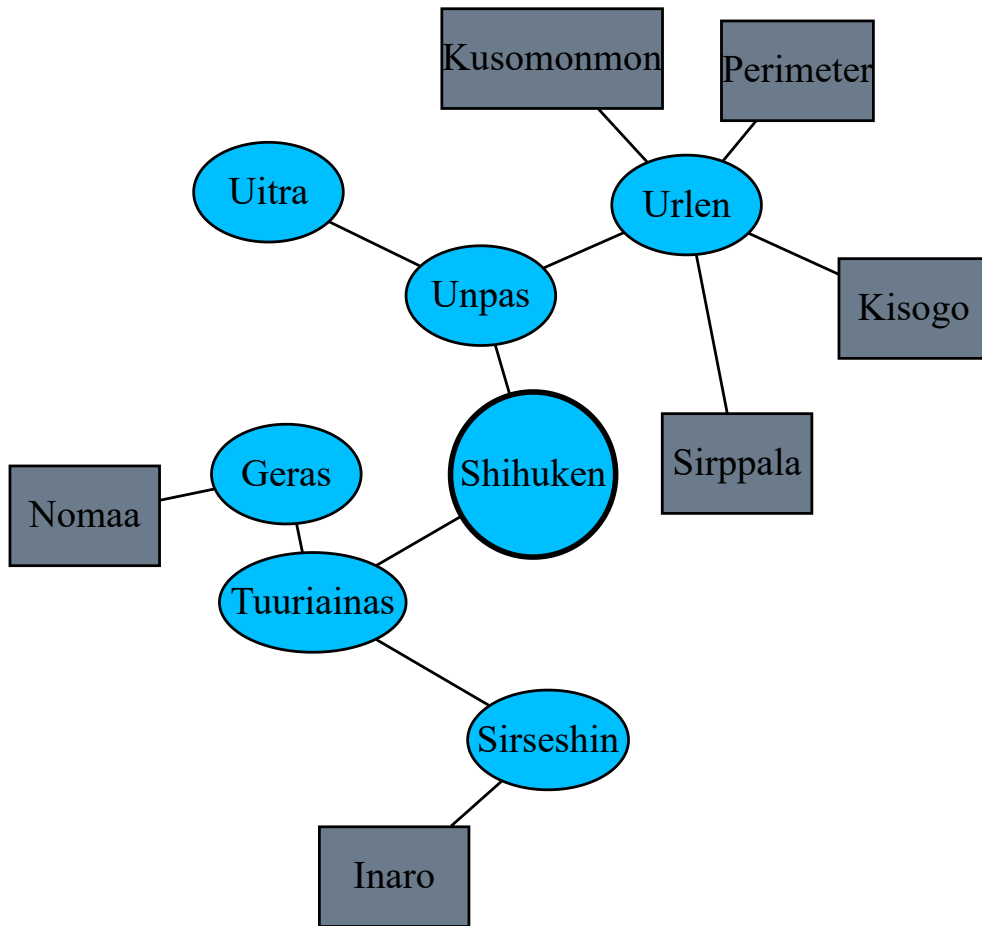 Kusomonmon
Perimeter
Uitra
Urlen
Unpas
Kisogo
Sirppala
Geras
Shihuken
Nomaa
Tuuriainas
Sirseshin
Inaro